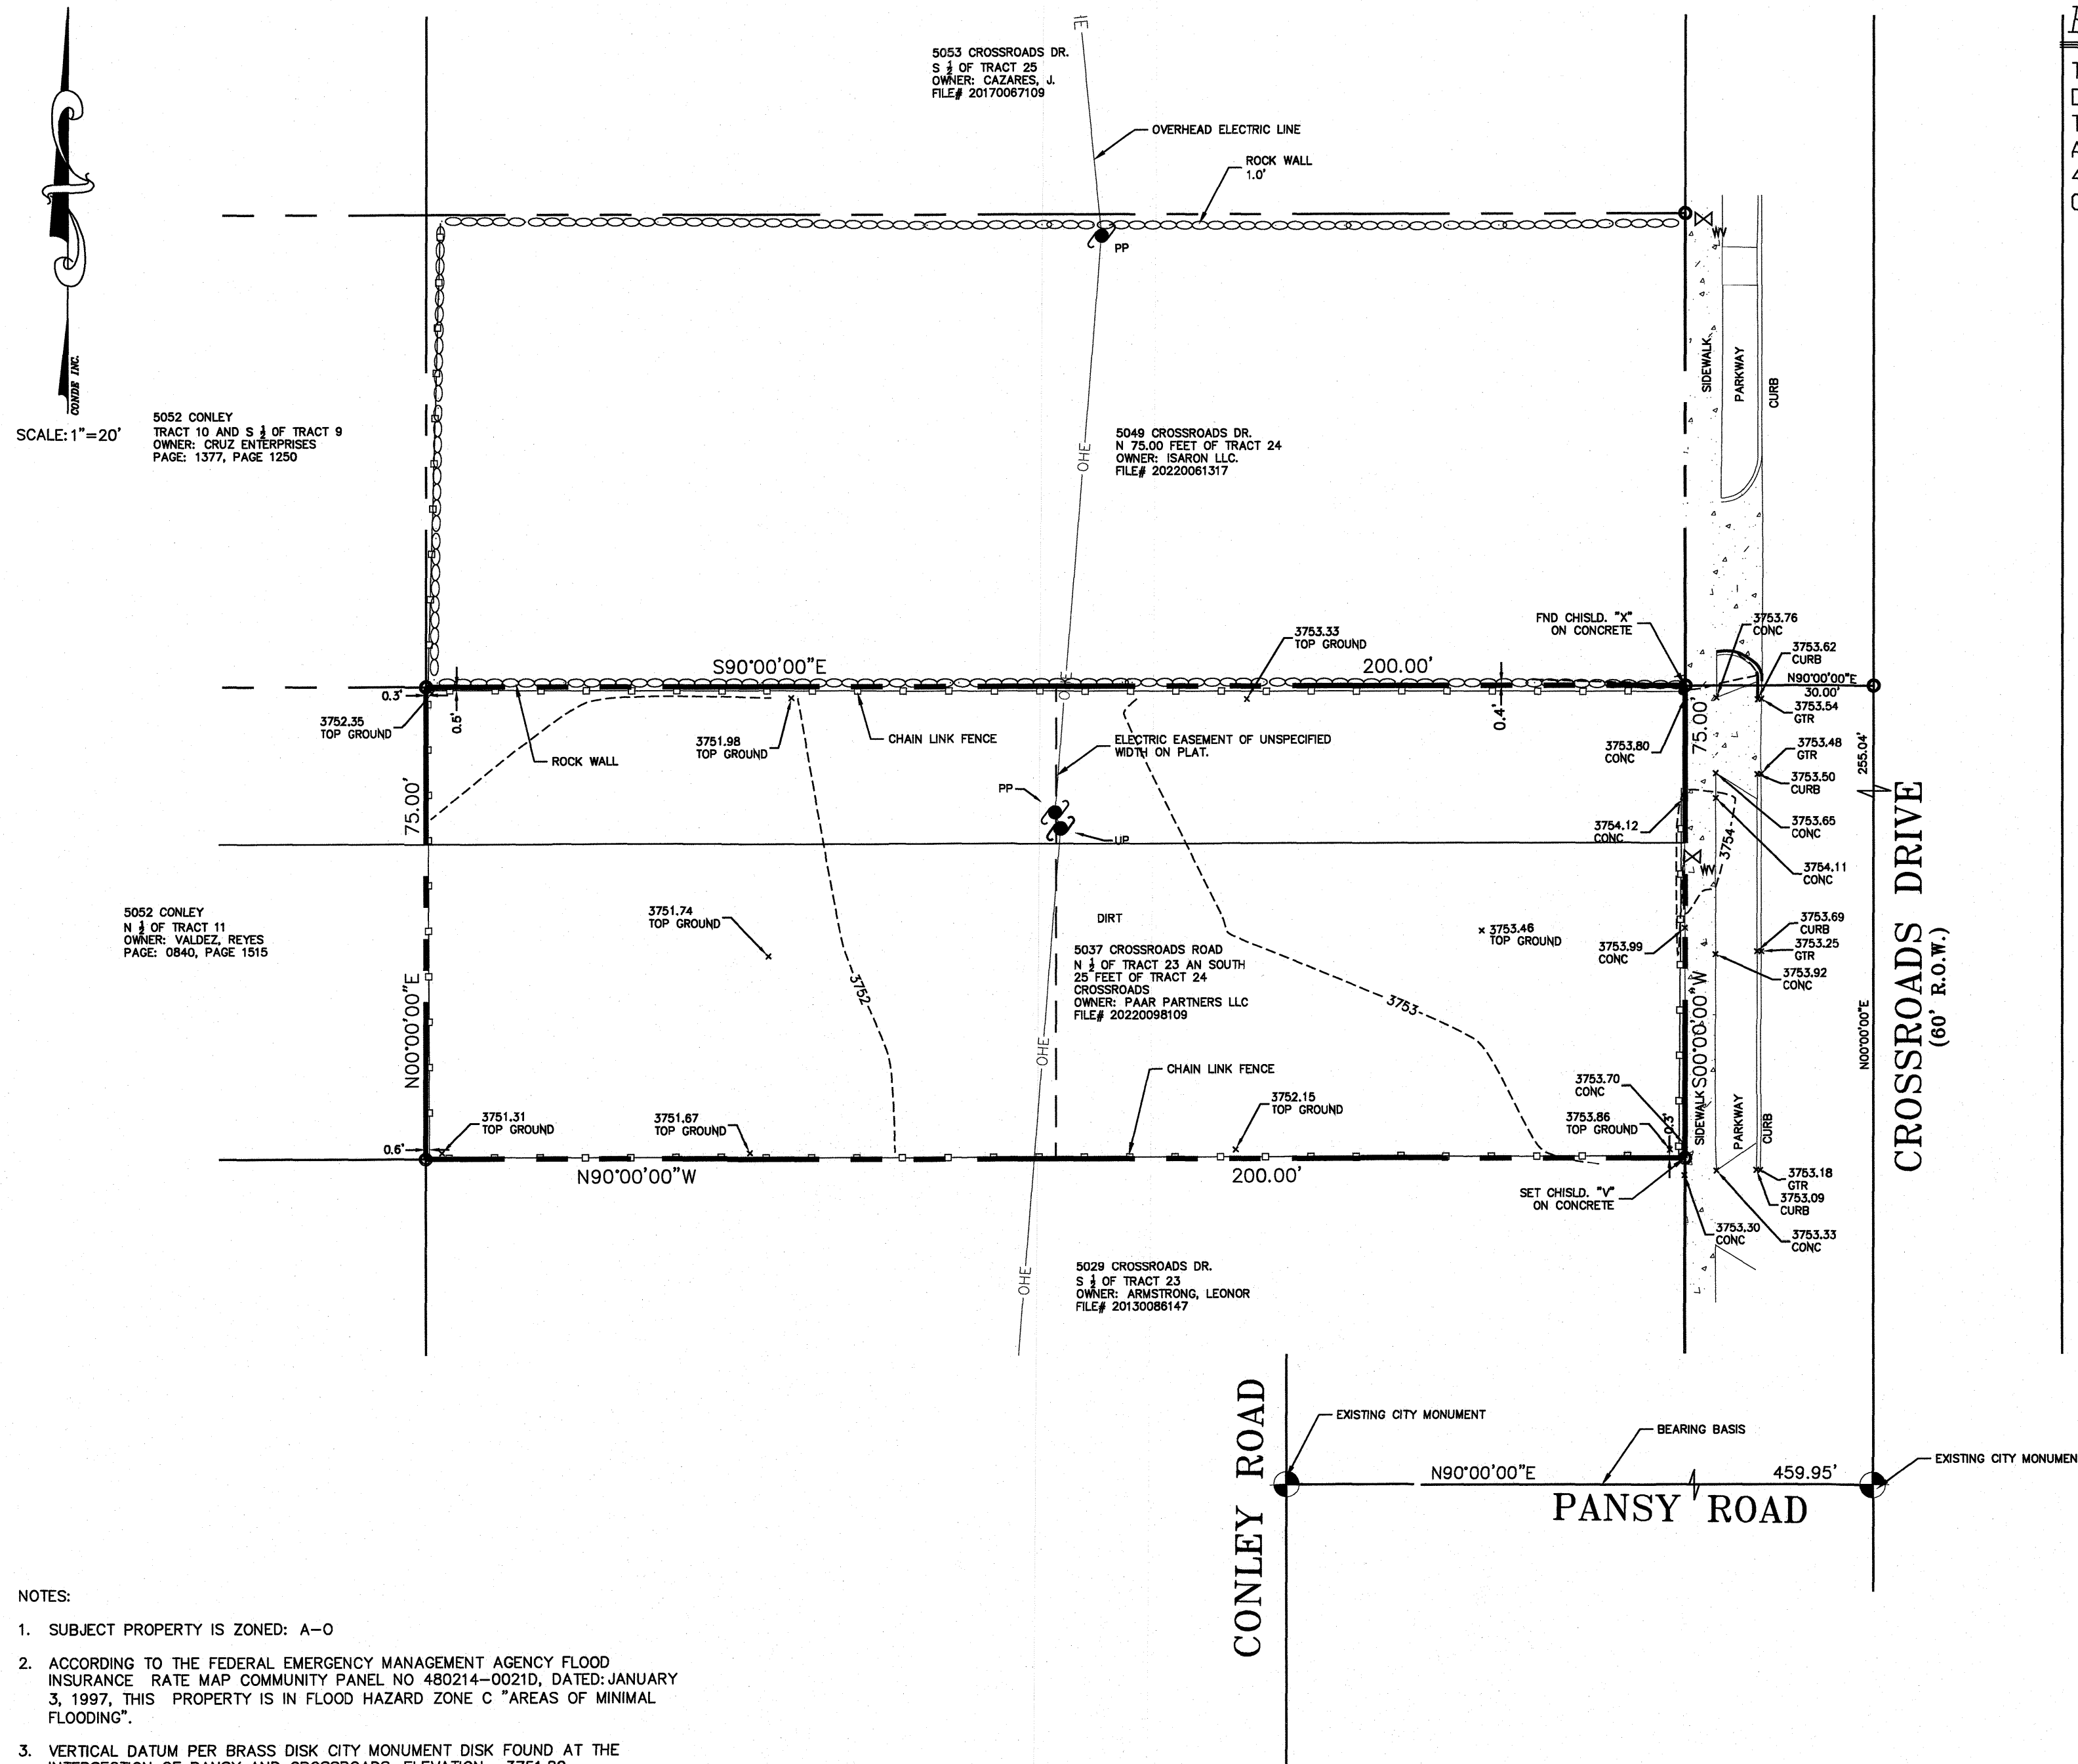 5053 CROSSROADS DR.
S ½ OF TRACT 25
OWNER: CAZARES, J.
FILE# 20170067109
OVERHEAD ELECTRIC LINE
ROCK WALL
1.0'
PP
CONDE INC.
SCALE: 1"=20'
5052 CONLEY
TRACT 10 AND S ½ OF TRACT 9
OWNER: CRUZ ENTERPRISES
PAGE: 1377, PAGE 1250
OHE
5049 CROSSROADS DR.
N 75.00 FEET OF TRACT 24
OWNER: ISARON LLC.
FILE# 20220061317
SIDEWALK
PARKWAY
CURB
FND CHISLD. "X"
ON CONCRETE
3753.76
CONC
3753.62
CURB
N90°00'00"E
30.00'
3753.54
GTR
3753.33
TOP GROUND
S90°00'00"E
200.00'
0.3'
0.5'
0.4'
3752.35
TOP GROUND
3751.98
TOP GROUND
CHAIN LINK FENCE
ROCK WALL
ELECTRIC EASEMENT OF UNSPECIFIED
WIDTH ON PLAT.
OHE
PP
UP
75.00'
75.00'
3753.80
CONC
3753.48
GTR
3753.50
CURB
255.04'
3754.12
CONC
3753.65
CONC
3754
W
W
3754.11
CONC
CROSSROADS DRIVE
(60' R.O.W.)
5052 CONLEY
N ½ OF TRACT 11
OWNER: VALDEZ, REYES
PAGE: 0840, PAGE 1515
3751.74
TOP GROUND
DIRT
5037 CROSSROADS ROAD
N ½ OF TRACT 23 AN SOUTH
25 FEET OF TRACT 24
CROSSROADS
OWNER: PAAR PARTNERS LLC
FILE# 20220098109
3753.46
TOP GROUND
3753.99
CONC
3753.69
CURB
3753.25
GTR
3753.92
CONC
3752
3753
N00°00'00"E
S00°00'00"W
N00°00'00"E
OHE
CHAIN LINK FENCE
3751.31
TOP GROUND
3751.67
TOP GROUND
3752.15
TOP GROUND
3753.70
CONC
3753.86
TOP GROUND
0.3'
SIDEWALK
PARKWAY
CURB
0.6'
N90°00'00"W
200.00'
SET CHISLD. "V"
ON CONCRETE
3753.18
GTR
3753.09
CURB
3753.30
CONC
3753.33
CONC
OHE
5029 CROSSROADS DR.
S ½ OF TRACT 23
OWNER: ARMSTRONG, LEONOR
FILE# 20130086147
CONLEY ROAD
EXISTING CITY MONUMENT
BEARING BASIS
EXISTING CITY MONUMEN
N90°00'00"E
459.95'
PANSY ROAD
NOTES:
1. SUBJECT PROPERTY IS ZONED: A-O
2. ACCORDING TO THE FEDERAL EMERGENCY MANAGEMENT AGENCY FLOOD
INSURANCE RATE MAP COMMUNITY PANEL NO 480214-0021D, DATED: JANUARY
3, 1997, THIS PROPERTY IS IN FLOOD HAZARD ZONE C "AREAS OF MINIMAL
FLOODING".
3. VERTICAL DATUM PER BRASS DISK CITY MONUMENT DISK FOUND AT THE
INTERSECTION OF PANSY AND CROSSROADS, ELEVATION